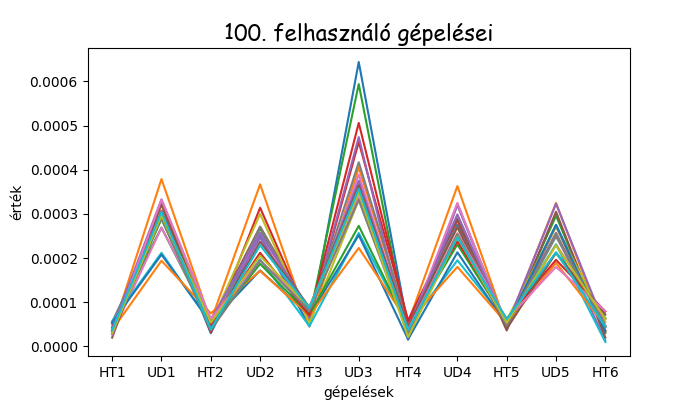 100. felhasználó gépelései
0.0006
0.0005
0.0004
0.0003
0.0002
0.0001
0.0000
érték
HT1 UD1 HT2 UD2 HT3 UD3 HT4 UD4 HT5 UD5 HT6
gépelések